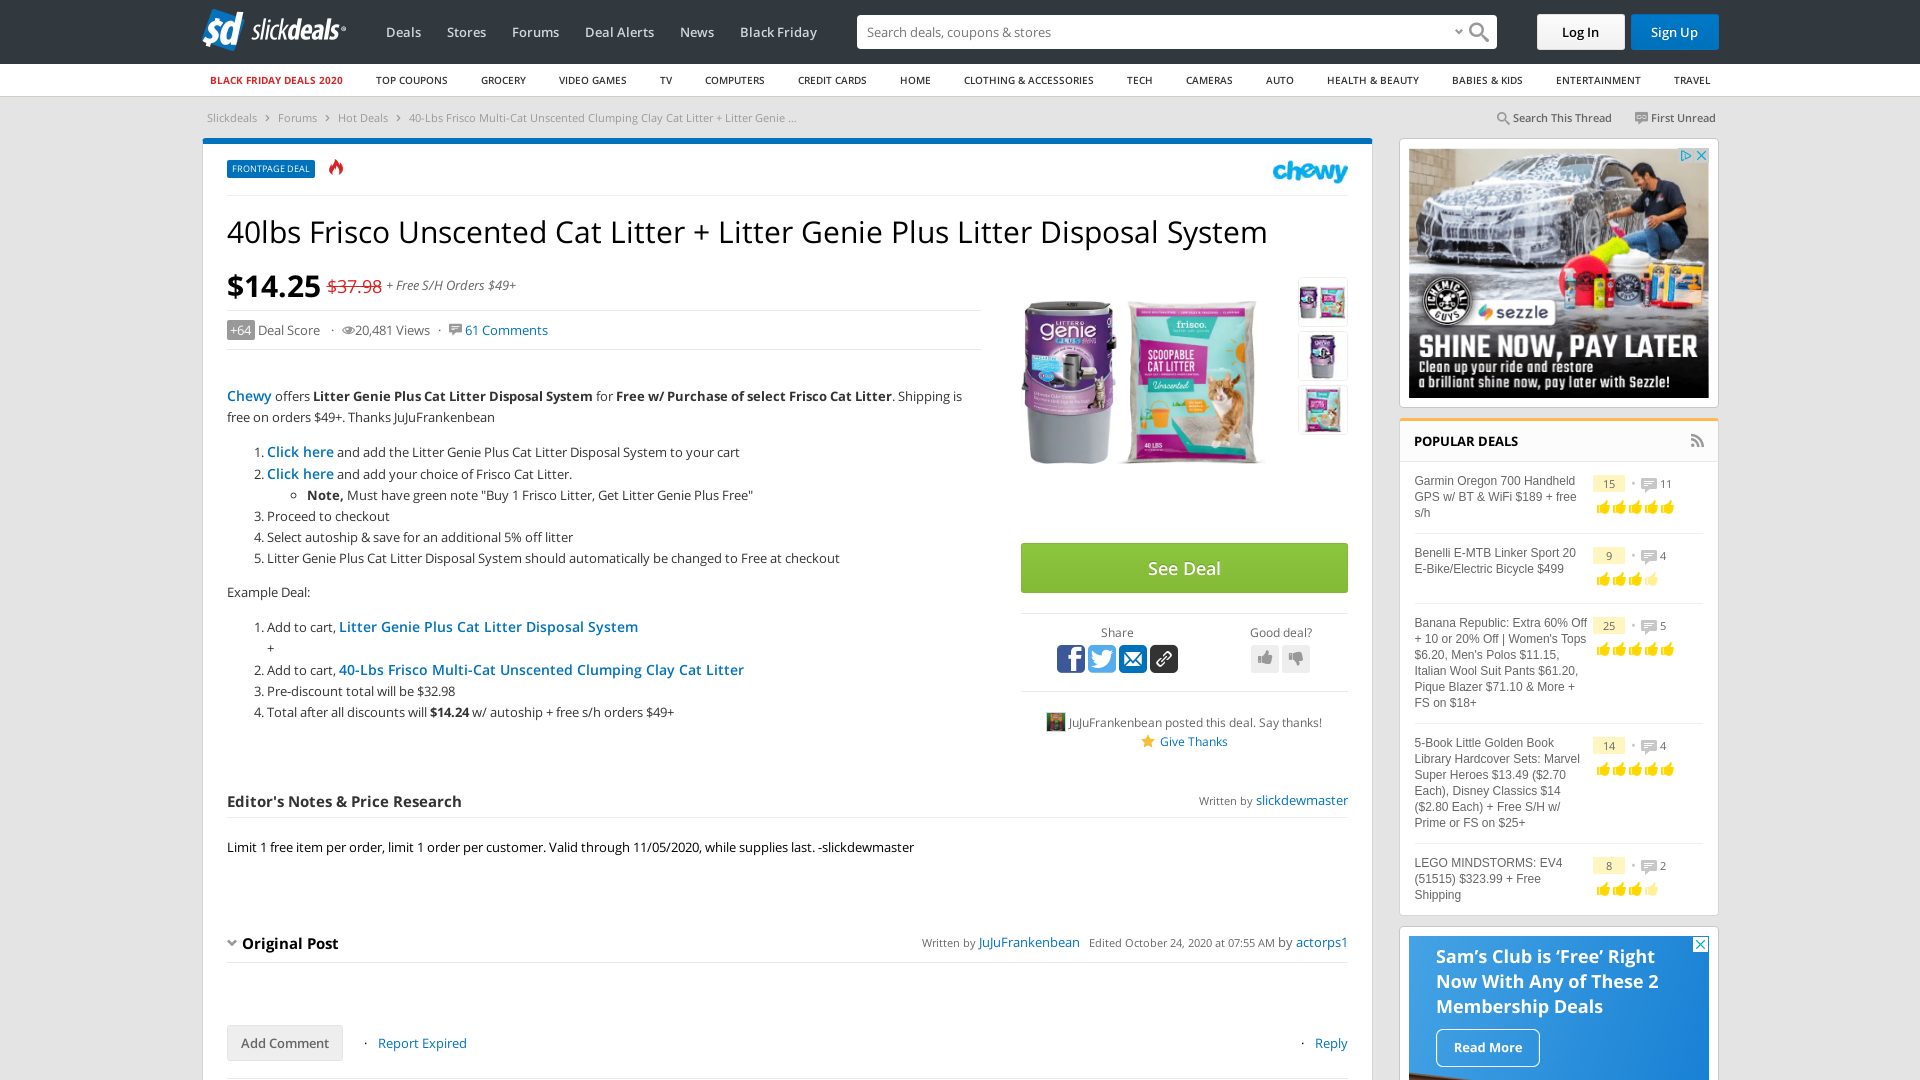 sd slickdeals
Deals Stores Forums Deal Alerts News Black Friday
Search deals, coupons & stores
Log In
Sign Up
BLACK FRIDAY DEALS 2020 TOP COUPONS GROCERY VIDEO GAMES TV COMPUTERS CREDIT CARDS HOME CLOTHING & ACCESSORIES TECH CAMERAS AUTO HEALTH & BEAUTY BABIES & KIDS ENTERTAINMENT TRAVEL
Slickdeals > Forums > Hot Deals > 40-Lbs Frisco Multi-Cat Unscented Clumping Clay Cat Litter + Litter Genie ...
Search This Thread First Unread
FRONTPAGE DEAL
chewy
40lbs Frisco Unscented Cat Litter + Litter Genie Plus Litter Disposal System
$14.25 $37.98 + Free S/H Orders $49+
+64 Deal Score · 20,481 Views · 61 Comments
Chewy offers Litter Genie Plus Cat Litter Disposal System for Free w/ Purchase of select Frisco Cat Litter. Shipping is
free on orders $49+. Thanks JuJuFrankenbean
1. Click here and add the Litter Genie Plus Cat Litter Disposal System to your cart
2. Click here and add your choice of Frisco Cat Litter.
Note, Must have green note "Buy 1 Frisco Litter, Get Litter Genie Plus Free"
3. Proceed to checkout
4. Select autoship & save for an additional 5% off litter
5. Litter Genie Plus Cat Litter Disposal System should automatically be changed to Free at checkout
Example Deal:
1. Add to cart, Litter Genie Plus Cat Litter Disposal System
+
2. Add to cart, 40-Lbs Frisco Multi-Cat Unscented Clumping Clay Cat Litter
3. Pre-discount total will be $32.98
4. Total after all discounts will $14.24 w/ autoship + free s/h orders $49+
LITTER
genie
PLUS
frisco.
SCOOPABLE
CAT LITTER
Unscented
40 LBS
See Deal
Share
Good deal?
JuJuFrankenbean posted this deal. Say thanks!
Give Thanks
Editor's Notes & Price Research
Written by slickdewmaster
Limit 1 free item per order, limit 1 order per customer. Valid through 11/05/2020, while supplies last. -slickdewmaster
Original Post
Written by JuJuFrankenbean Edited October 24, 2020 at 07:55 AM by actorps1
Add Comment
· Report Expired
· Reply
CHEMICAL
GUYS
sezzle
SHINE NOW, PAY LATER
Clean up your ride and restore
a brilliant shine now, pay later with Sezzle!
POPULAR DEALS
Garmin Oregon 700 Handheld
GPS w/ BT & WiFi $189 + free
s/h
15 • 11
Benelli E-MTB Linker Sport 20
E-Bike/Electric Bicycle $499
9 • 4
Banana Republic: Extra 60% Off
+ 10 or 20% Off | Women's Tops
$6.20, Men's Polos $11.15,
Italian Wool Suit Pants $61.20,
Pique Blazer $71.10 & More +
FS on $18+
25 • 5
5-Book Little Golden Book
Library Hardcover Sets: Marvel
Super Heroes $13.49 ($2.70
Each), Disney Classics $14
($2.80 Each) + Free S/H w/
Prime or FS on $25+
14 • 4
LEGO MINDSTORMS: EV4
(51515) $323.99 + Free
Shipping
8 • 2
Sam's Club is 'Free' Right
Now With Any of These 2
Membership Deals
Read More